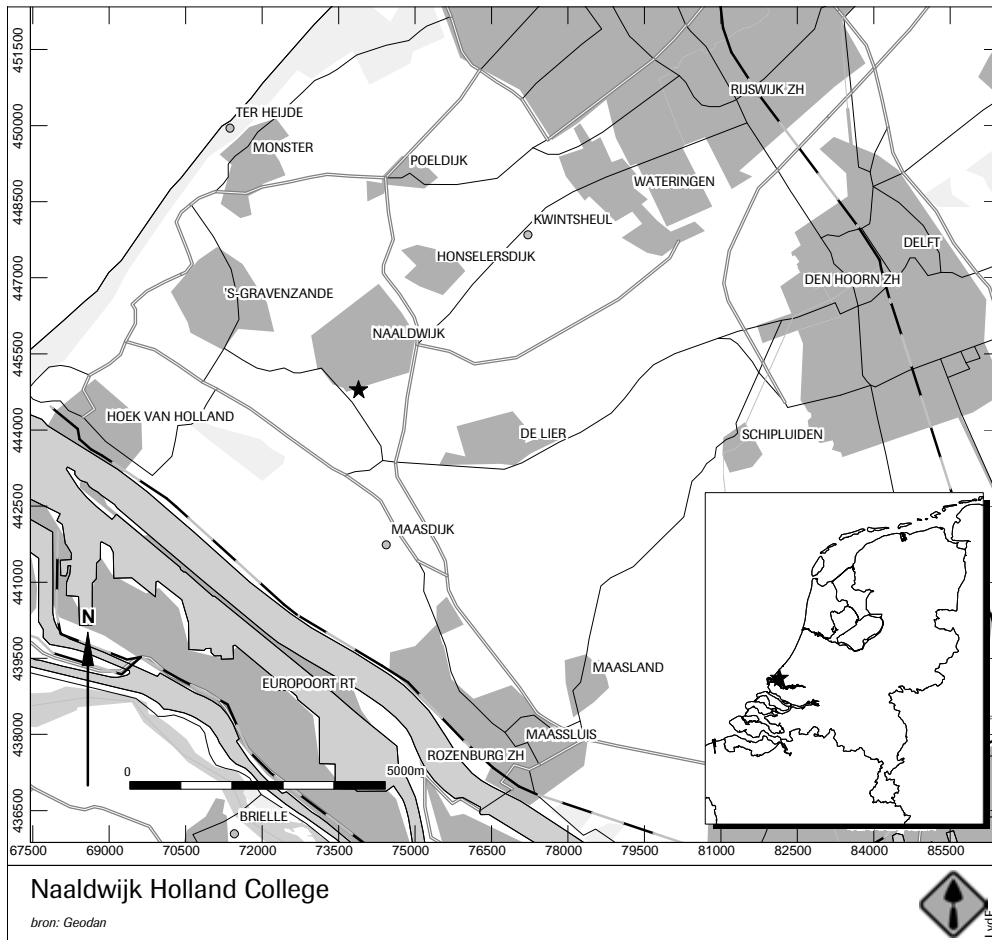 451500
450000
448500
447000
445500
444000
442500
441000
439500
438000
436500
RIJSWIJK ZH
TER HEIJDE
MONSTER
POELDIJK
WATERINGEN
KWINTSHEUL
DELFT
HONSELERSDIJK
DEN HOORN ZH
'S-GRAVENZANDE
NAALDWIJK
HOEK VAN HOLLAND
DE LIER
SCHIPLUIDEN
MAASDIJK
N
MAASLAND
EUROPOORT RT
MAASSLUIS
ROZENBURG ZH
0 5000m
BRIELLE
67500 69000 70500 72000 73500 75000 76500 78000 79500 81000 82500 84000 85500
Naaldwijk Holland College
bron: Geodan